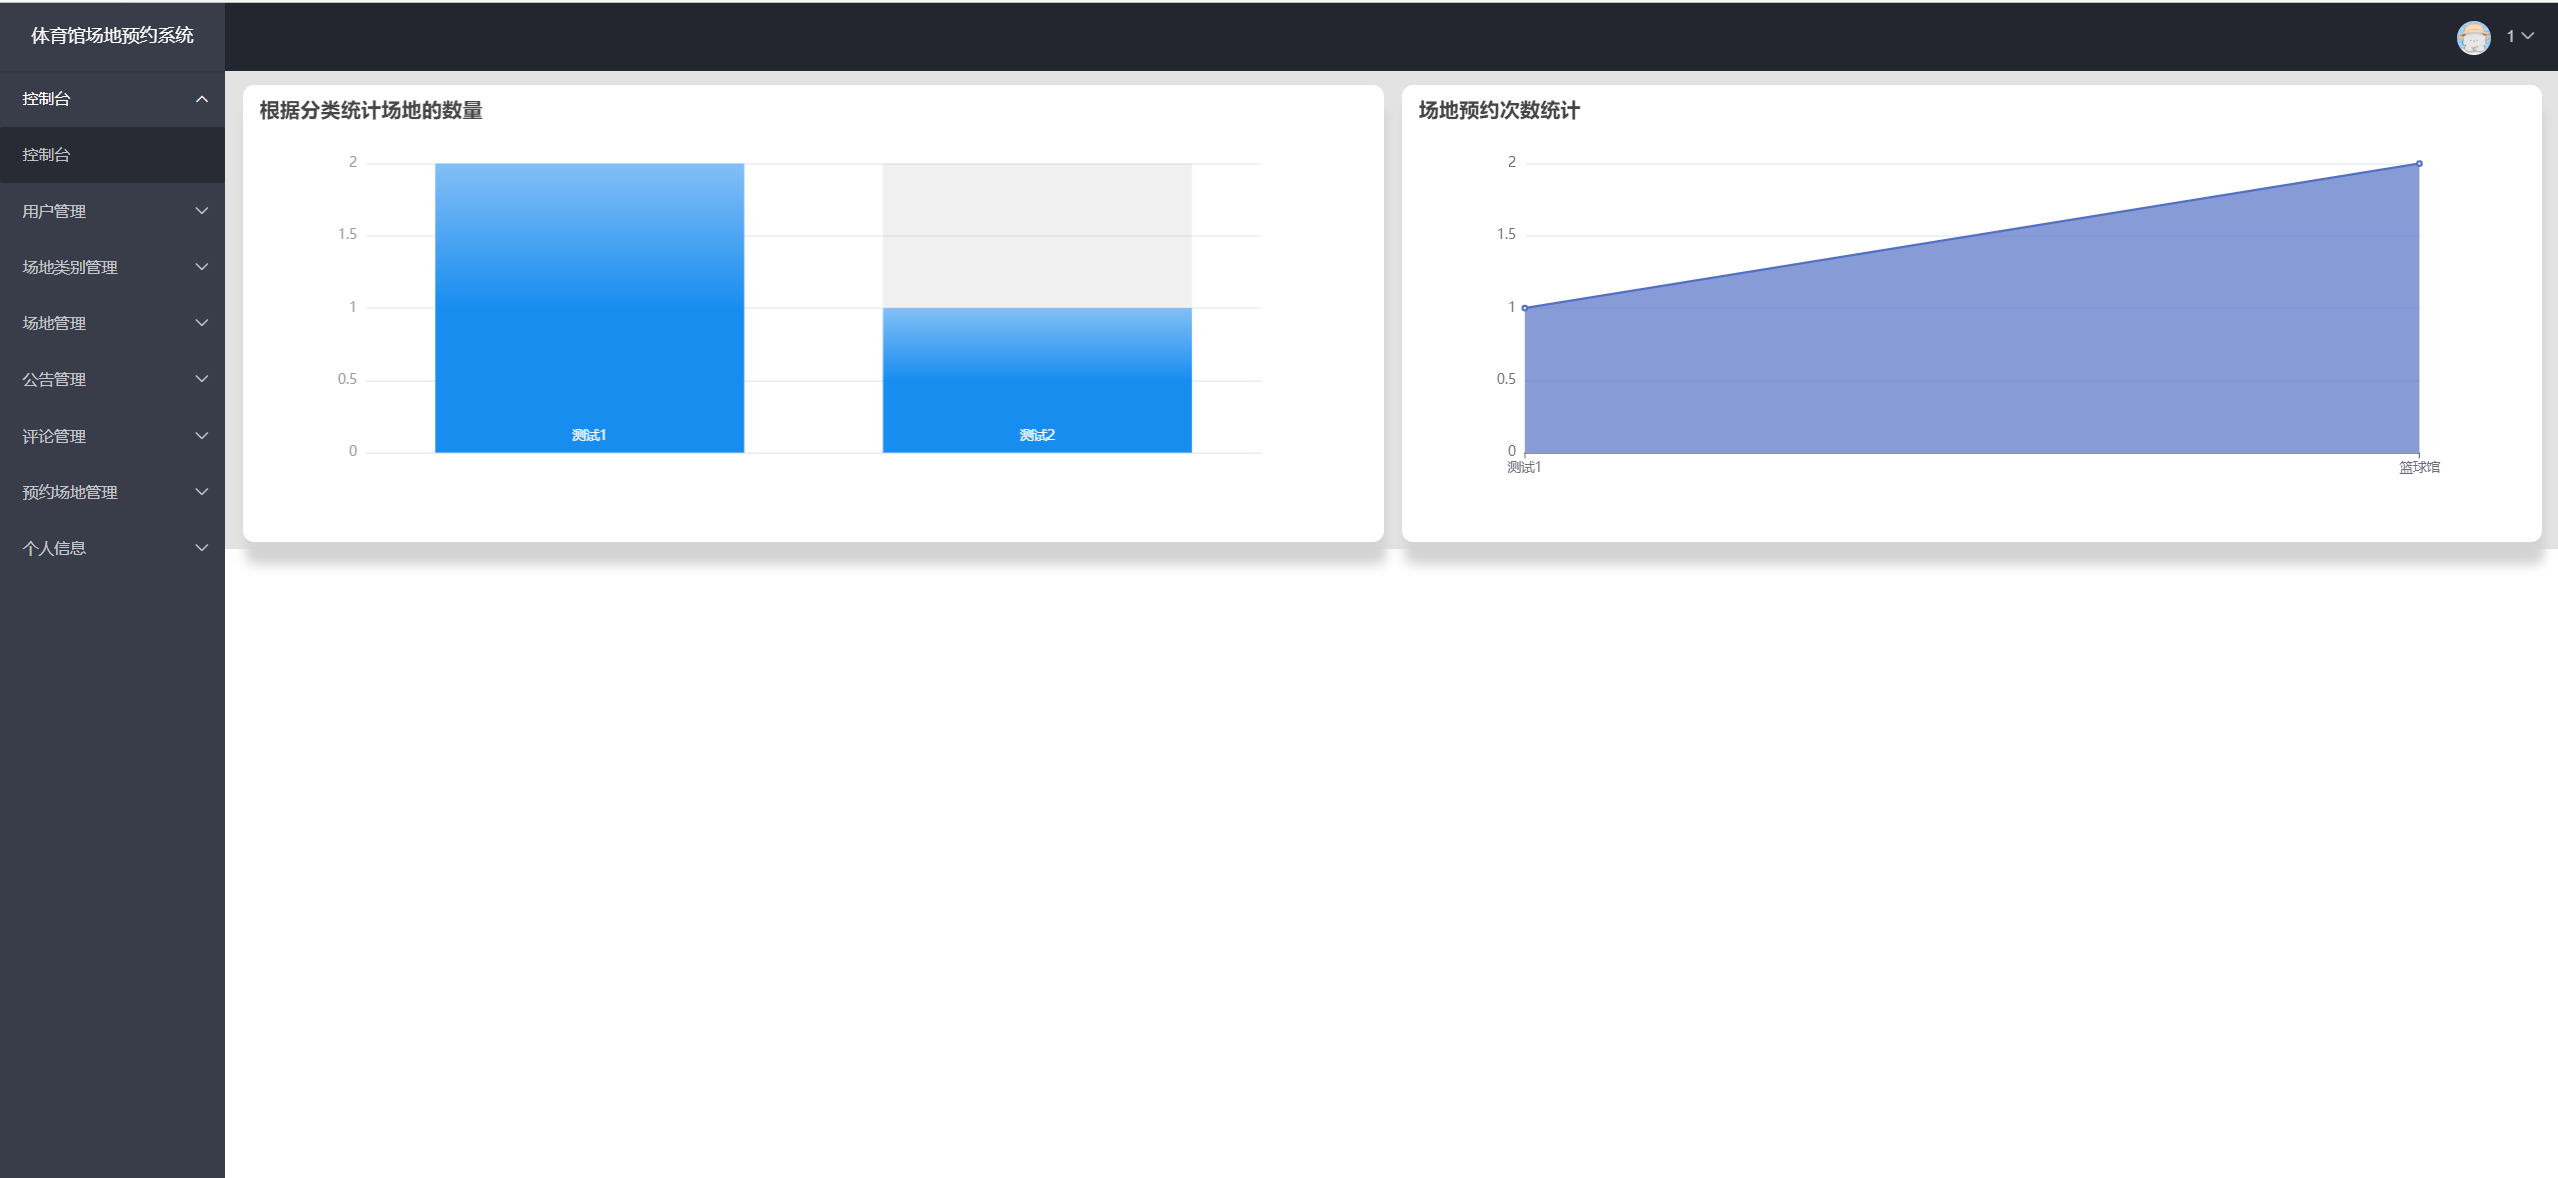 体育馆场地预约系统
1
控制台
控制台
用户管理
场地类别管理
场地管理
公告管理
评论管理
预约场地管理
个人信息
根据分类统计场地的数量
2
1.5
1
0.5
0
测试1
测试2
场地预约次数统计
2
1.5
1
0.5
0
测试1
篮球馆